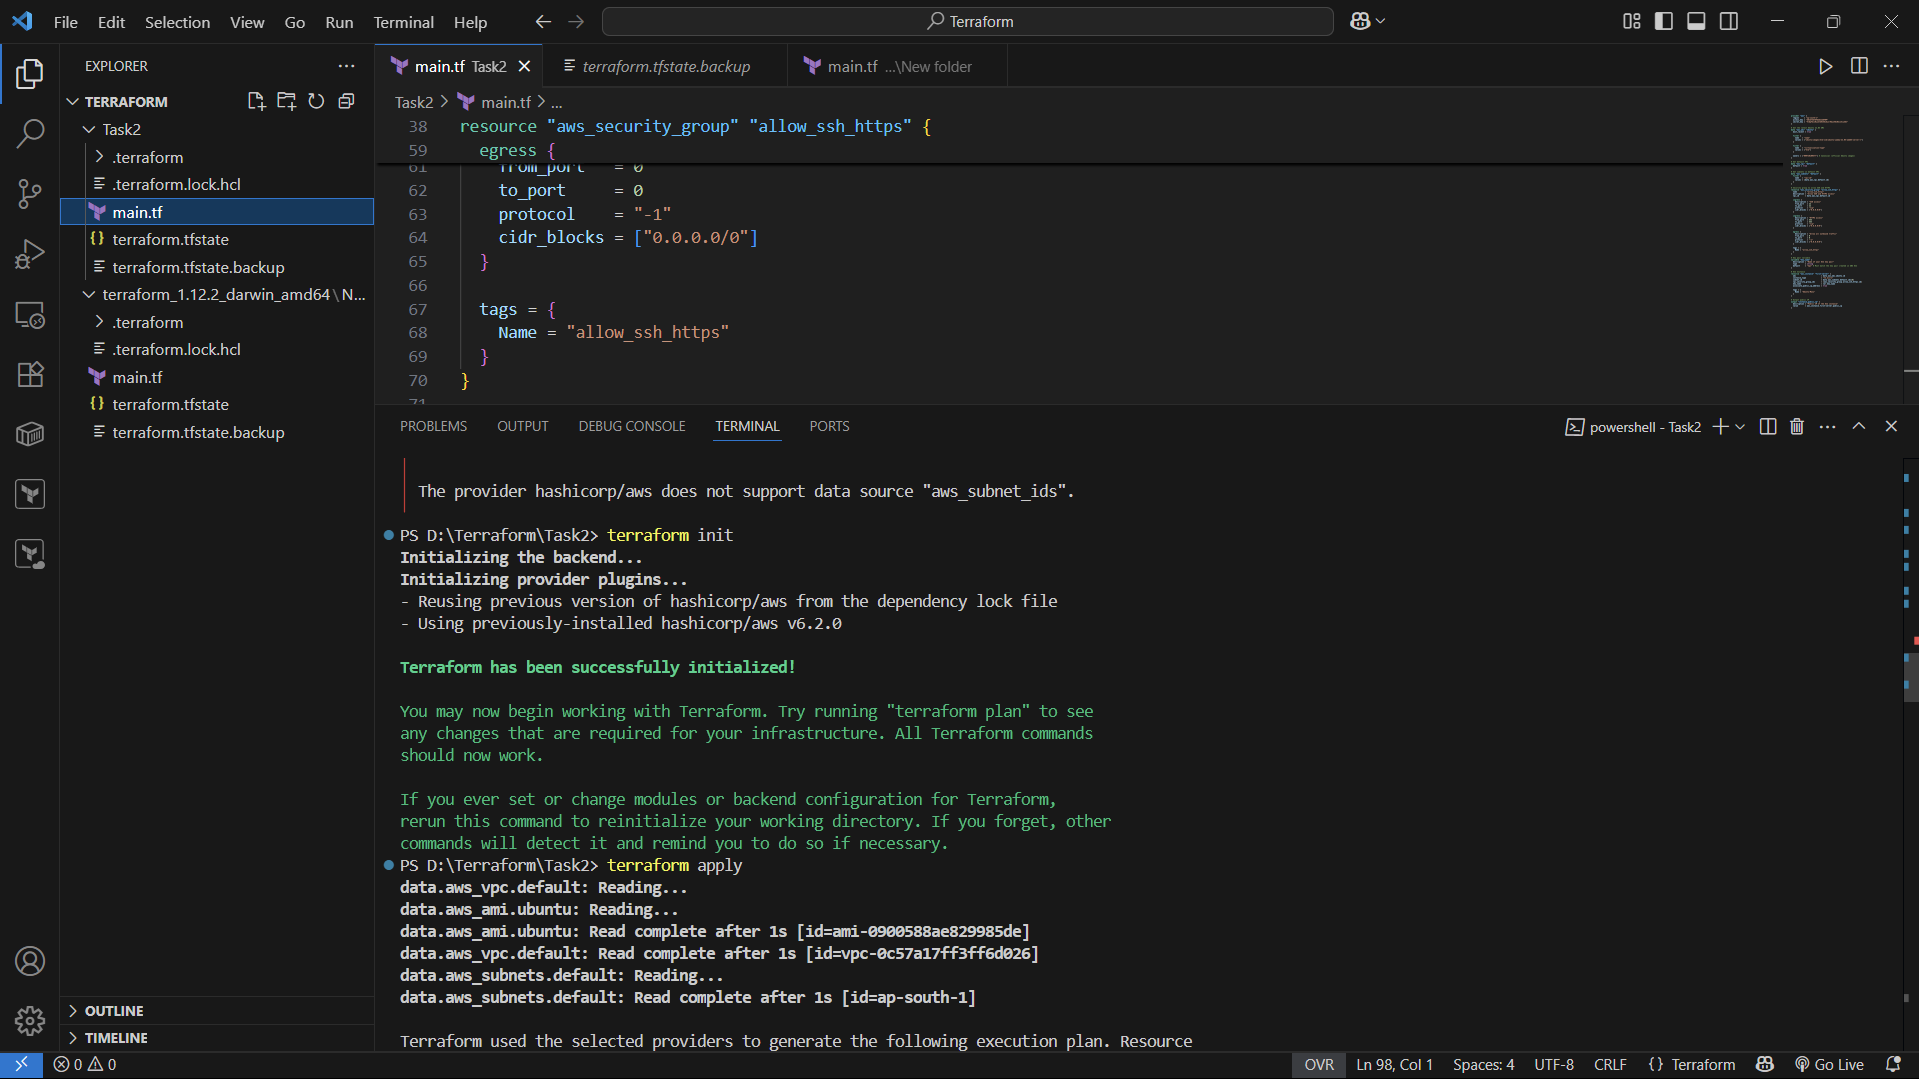 File Edit Selection View Go Run Terminal Help
Terraform
EXPLORER
TERRAFORM
Task2
.terraform
.terraform.lock.hcl
main.tf
terraform.tfstate
terraform.tfstate.backup
terraform_1.12.2_darwin_amd64\N...
.terraform
.terraform.lock.hcl
main.tf
terraform.tfstate
terraform.tfstate.backup
OUTLINE
TIMELINE
main.tf Task2
terraform.tfstate.backup
main.tf ...\New folder
Task2 > main.tf > ...
38 resource "aws_security_group" "allow_ssh_https" {
59 egress {
61 from_port = 0
62 to_port = 0
63 protocol = "-1"
64 cidr_blocks = ["0.0.0.0/0"]
65 }
66
67 tags = {
68 Name = "allow_ssh_https"
69 }
70 }
71
PROBLEMS OUTPUT DEBUG CONSOLE TERMINAL PORTS
powershell - Task2
The provider hashicorp/aws does not support data source "aws_subnet_ids".
PS D:\Terraform\Task2> terraform init
Initializing the backend...
Initializing provider plugins...
- Reusing previous version of hashicorp/aws from the dependency lock file
- Using previously-installed hashicorp/aws v6.2.0
Terraform has been successfully initialized!
You may now begin working with Terraform. Try running "terraform plan" to see
any changes that are required for your infrastructure. All Terraform commands
should now work.
If you ever set or change modules or backend configuration for Terraform,
rerun this command to reinitialize your working directory. If you forget, other
commands will detect it and remind you to do so if necessary.
PS D:\Terraform\Task2> terraform apply
data.aws_vpc.default: Reading...
data.aws_ami.ubuntu: Reading...
data.aws_ami.ubuntu: Read complete after 1s [id=ami-0900588ae829985de]
data.aws_vpc.default: Read complete after 1s [id=vpc-0c57a17ff3ff6d026]
data.aws_subnets.default: Reading...
data.aws_subnets.default: Read complete after 1s [id=ap-south-1]
Terraform used the selected providers to generate the following execution plan. Resource
0 0
OVR Ln 98, Col 1 Spaces: 4 UTF-8 CRLF {} Terraform Go Live